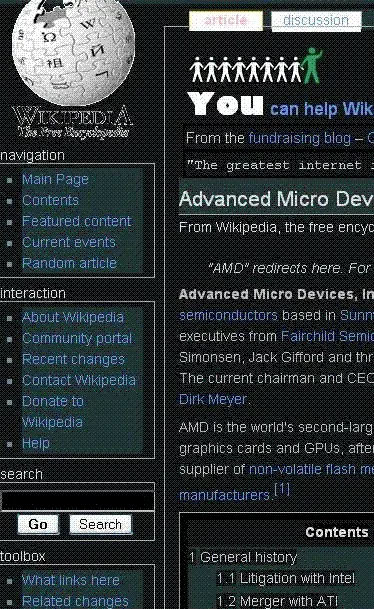 WIKIPEDIA
The Free Encyclopedia
navigation
Main Page
Contents
Featured content
Current events
Random article
interaction
About Wikipedia
Community portal
Recent changes
Contact Wikipedia
Donate to
Wikipedia
Help
search
Go Search
toolbox
What links here
Related changes
article discussion
You can help Wik
From the fundraising blog –
"The greatest internet
Advanced Micro Dev
From Wikipedia, the free ency
"AMD" redirects here. For
Advanced Micro Devices, In
semiconductors based in Sunn
executives from Fairchild Semic
Simonsen, Jack Gifford and thr
The current chairman and CEO
Dirk Meyer.
AMD is the world's second-larg
graphics cards and GPUs, afte
supplier of non-volatile flash me
manufacturers.[1]
Contents
1 General history
1.1 Litigation with Intel
1.2 Merger with ATI